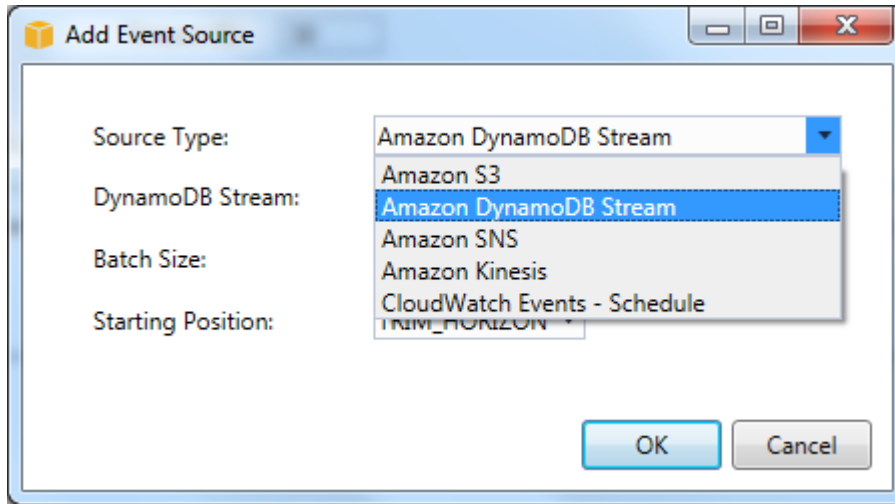 Add Event Source
Source Type:
Amazon DynamoDB Stream
Amazon S3
DynamoDB Stream:
Amazon DynamoDB Stream
Amazon SNS
Batch Size:
Amazon Kinesis
CloudWatch Events - Schedule
Starting Position:
TRIM_HORIZON
OK
Cancel